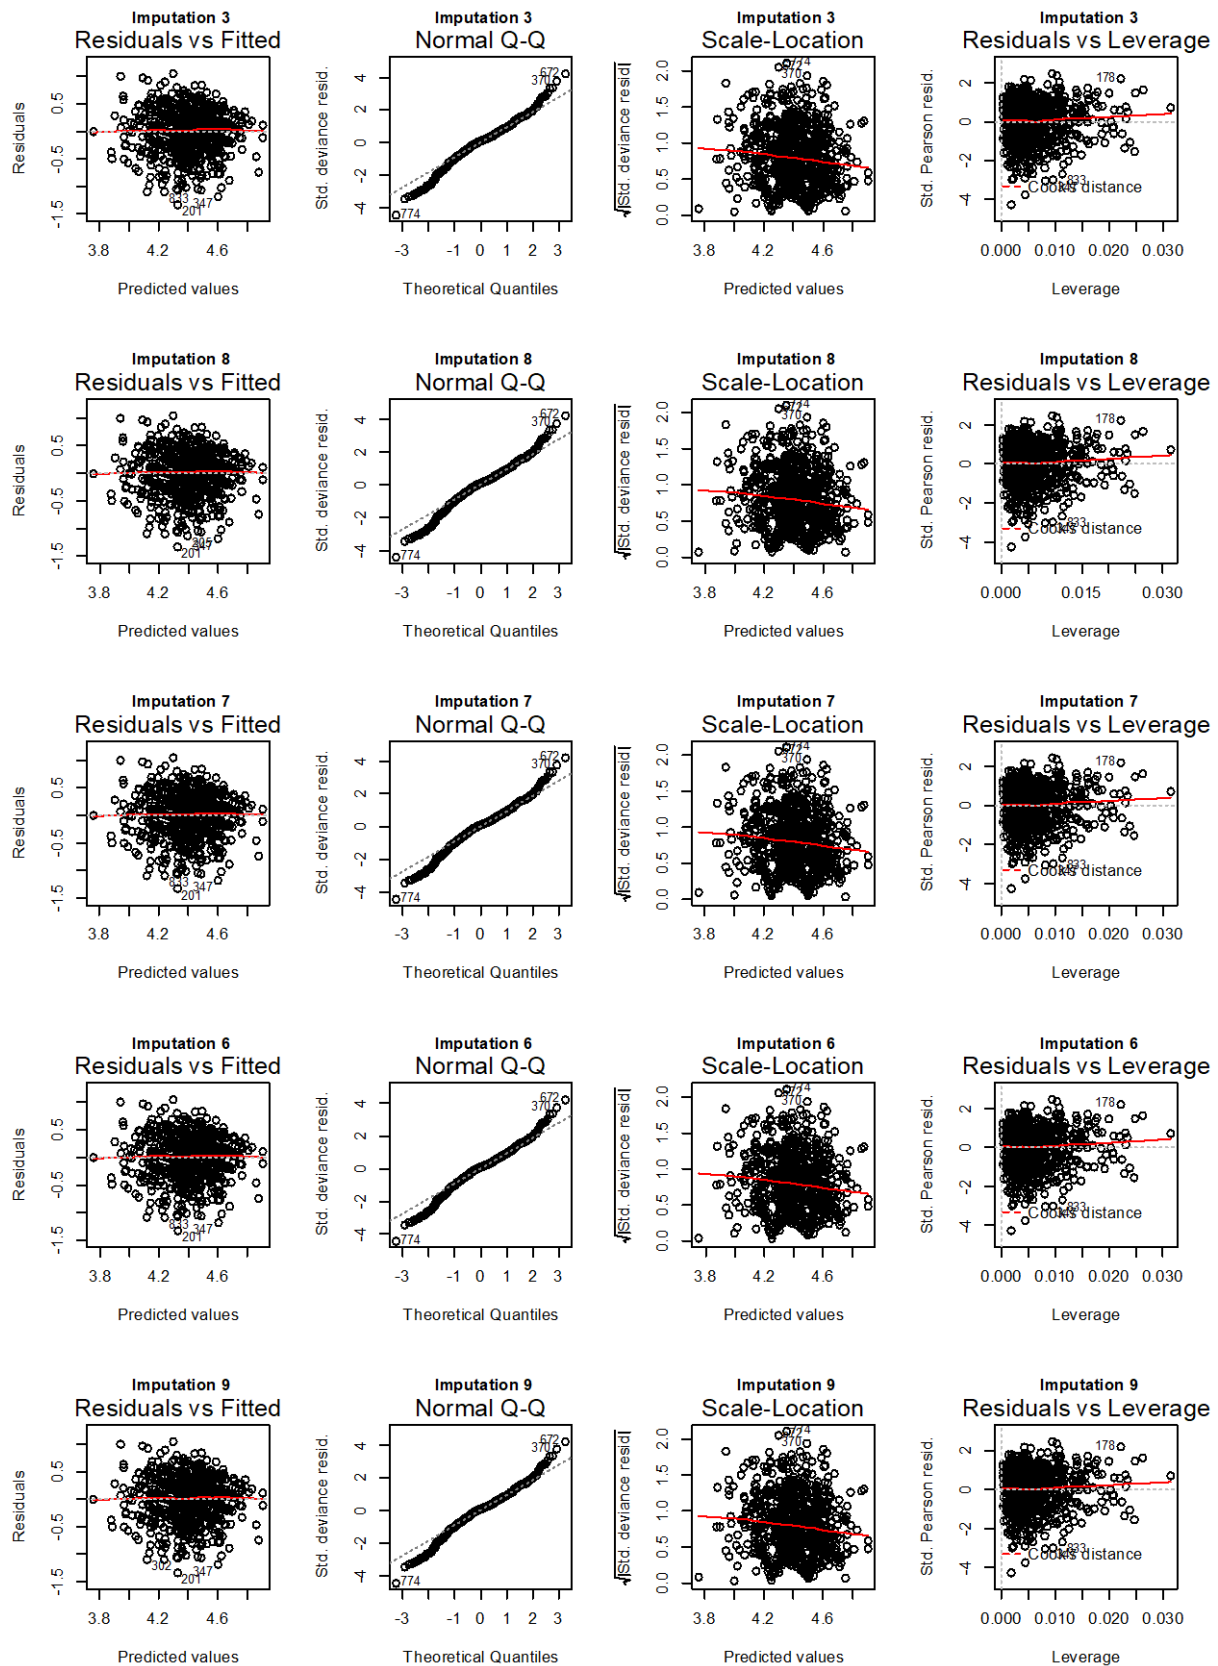 Imputation 3 Imputation 3 Imputation 3 Imputation 3
Residuals vs Fitted Normal Q-Q Scale-Location Residuals vs Leverage
Residuals
0.5
-0.5
-1.5
833 347
201
3.8 4.2 4.6
Predicted values
Std. deviance resid.
4
2
0
-2
-4
672
370
774
-3 -1 0 1 2 3
Theoretical Quantiles
√|Std. deviance resid|
2.0
1.5
1.0
0.5
0.0
774
672
370
3.8 4.2 4.6
Predicted values
Std. Pearson resid.
2
0
-2
-4
178
833
347
Cook's distance
0.000 0.010 0.020 0.030
Leverage
Imputation 8 Imputation 8 Imputation 8 Imputation 8
Residuals vs Fitted Normal Q-Q Scale-Location Residuals vs Leverage
Residuals
0.5
-0.5
-1.5
347
201
3.8 4.2 4.6
Predicted values
Std. deviance resid.
4
2
0
-2
-4
672
370
774
-3 -1 0 1 2 3
Theoretical Quantiles
√|Std. deviance resid|
2.0
1.5
1.0
0.5
0.0
774
672
370
3.8 4.2 4.6
Predicted values
Std. Pearson resid.
2
0
-2
-4
178
833
347
Cook's distance
0.000 0.015 0.030
Leverage
Imputation 7 Imputation 7 Imputation 7 Imputation 7
Residuals vs Fitted Normal Q-Q Scale-Location Residuals vs Leverage
Residuals
0.5
-0.5
-1.5
833 347
201
3.8 4.2 4.6
Predicted values
Std. deviance resid.
4
2
0
-2
-4
672
370
774
-3 -1 0 1 2 3
Theoretical Quantiles
√|Std. deviance resid|
2.0
1.5
1.0
0.5
0.0
774
672
370
3.8 4.2 4.6
Predicted values
Std. Pearson resid.
2
0
-2
-4
178
833
347
Cook's distance
0.000 0.010 0.020 0.030
Leverage
Imputation 6 Imputation 6 Imputation 6 Imputation 6
Residuals vs Fitted Normal Q-Q Scale-Location Residuals vs Leverage
Residuals
0.5
-0.5
-1.5
833 347
201
3.8 4.2 4.6
Predicted values
Std. deviance resid.
4
2
0
-2
-4
672
370
774
-3 -1 0 1 2 3
Theoretical Quantiles
√|Std. deviance resid|
2.0
1.5
1.0
0.5
0.0
774
672
370
3.8 4.2 4.6
Predicted values
Std. Pearson resid.
2
0
-2
-4
178
833
347
Cook's distance
0.000 0.010 0.020 0.030
Leverage
Imputation 9 Imputation 9 Imputation 9 Imputation 9
Residuals vs Fitted Normal Q-Q Scale-Location Residuals vs Leverage
Residuals
0.5
-0.5
-1.5
302 347
201
3.8 4.2 4.6
Predicted values
Std. deviance resid.
4
2
0
-2
-4
672
370
774
-3 -1 0 1 2 3
Theoretical Quantiles
√|Std. deviance resid|
2.0
1.5
1.0
0.5
0.0
774
672
370
3.8 4.2 4.6
Predicted values
Std. Pearson resid.
2
0
-2
-4
178
833
347
Cook's distance
0.000 0.010 0.020 0.030
Leverage